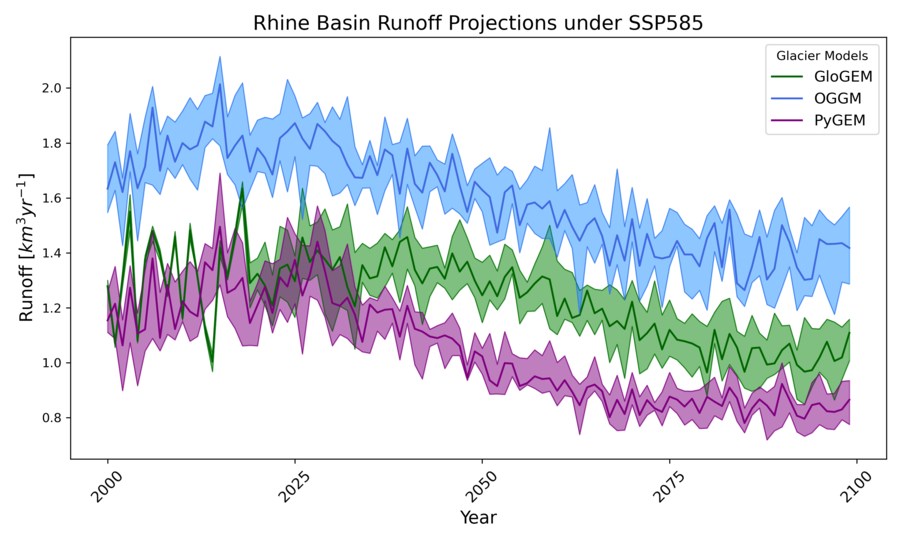 Rhine Basin Runoff Projections under SSP585
Glacier Models
GloGEM
OGGM
PyGEM
Runoff [km³yr⁻¹]
2.0
1.8
1.6
1.4
1.2
1.0
0.8
2000
2025
2050
2075
2100
Year